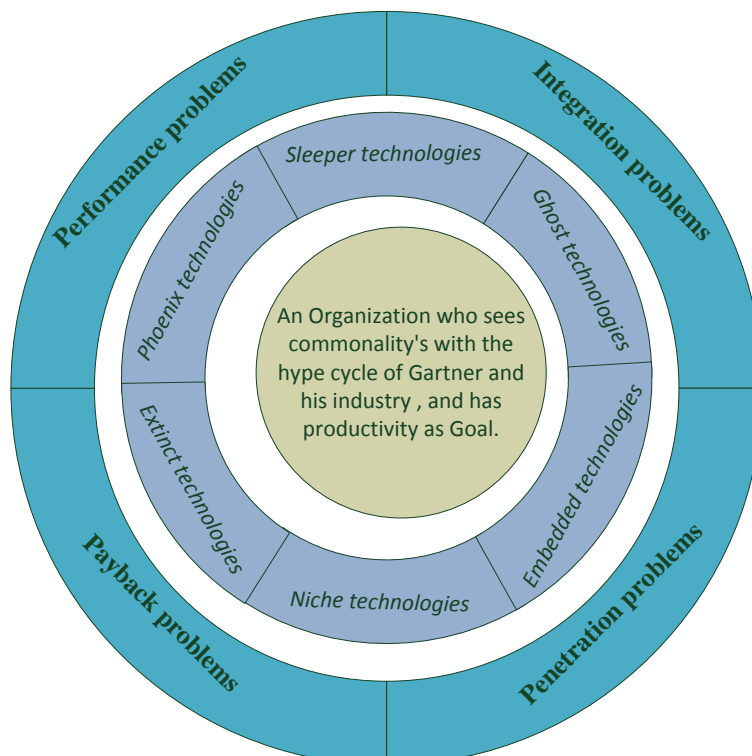 Performance problems
Integration problems
Sleeper technologies
Phoenix technologies
Ghost technologies
An Organization who sees
commonality's with the
hype cycle of Gartner and
his industry , and has
productivity as Goal.
Extinct technologies
Embedded technologies
Niche technologies
Payback problems
Penetration problems